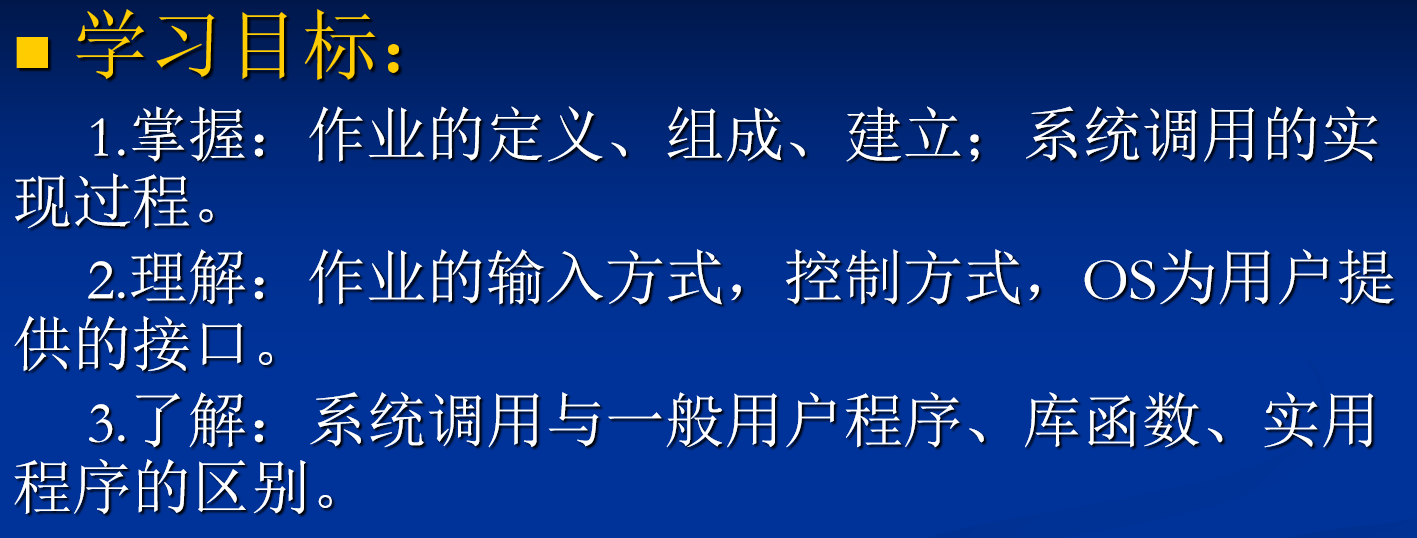 ■ 学习目标：
1.掌握：作业的定义、组成、建立；系统调用的实
现过程。
2.理解：作业的输入方式，控制方式，OS为用户提
供的接口。
3.了解：系统调用与一般用户程序、库函数、实用
程序的区别。